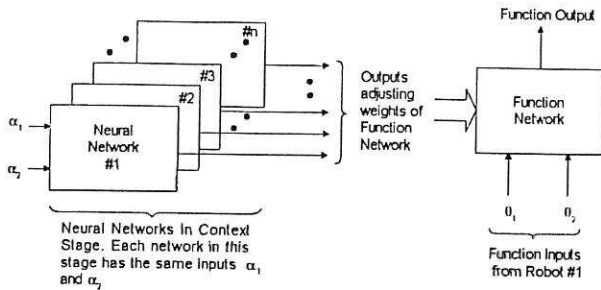 Function Output
#n
#3
#2
α₁
α₂
Neural
Network
#1
Outputs
adjusting
weights of
Function
Network
Function
Network
θ₁
θ₂
Neural Networks In Context
Stage. Each network in this
stage has the same inputs α₁
and α₂
Function Inputs
from Robot #1